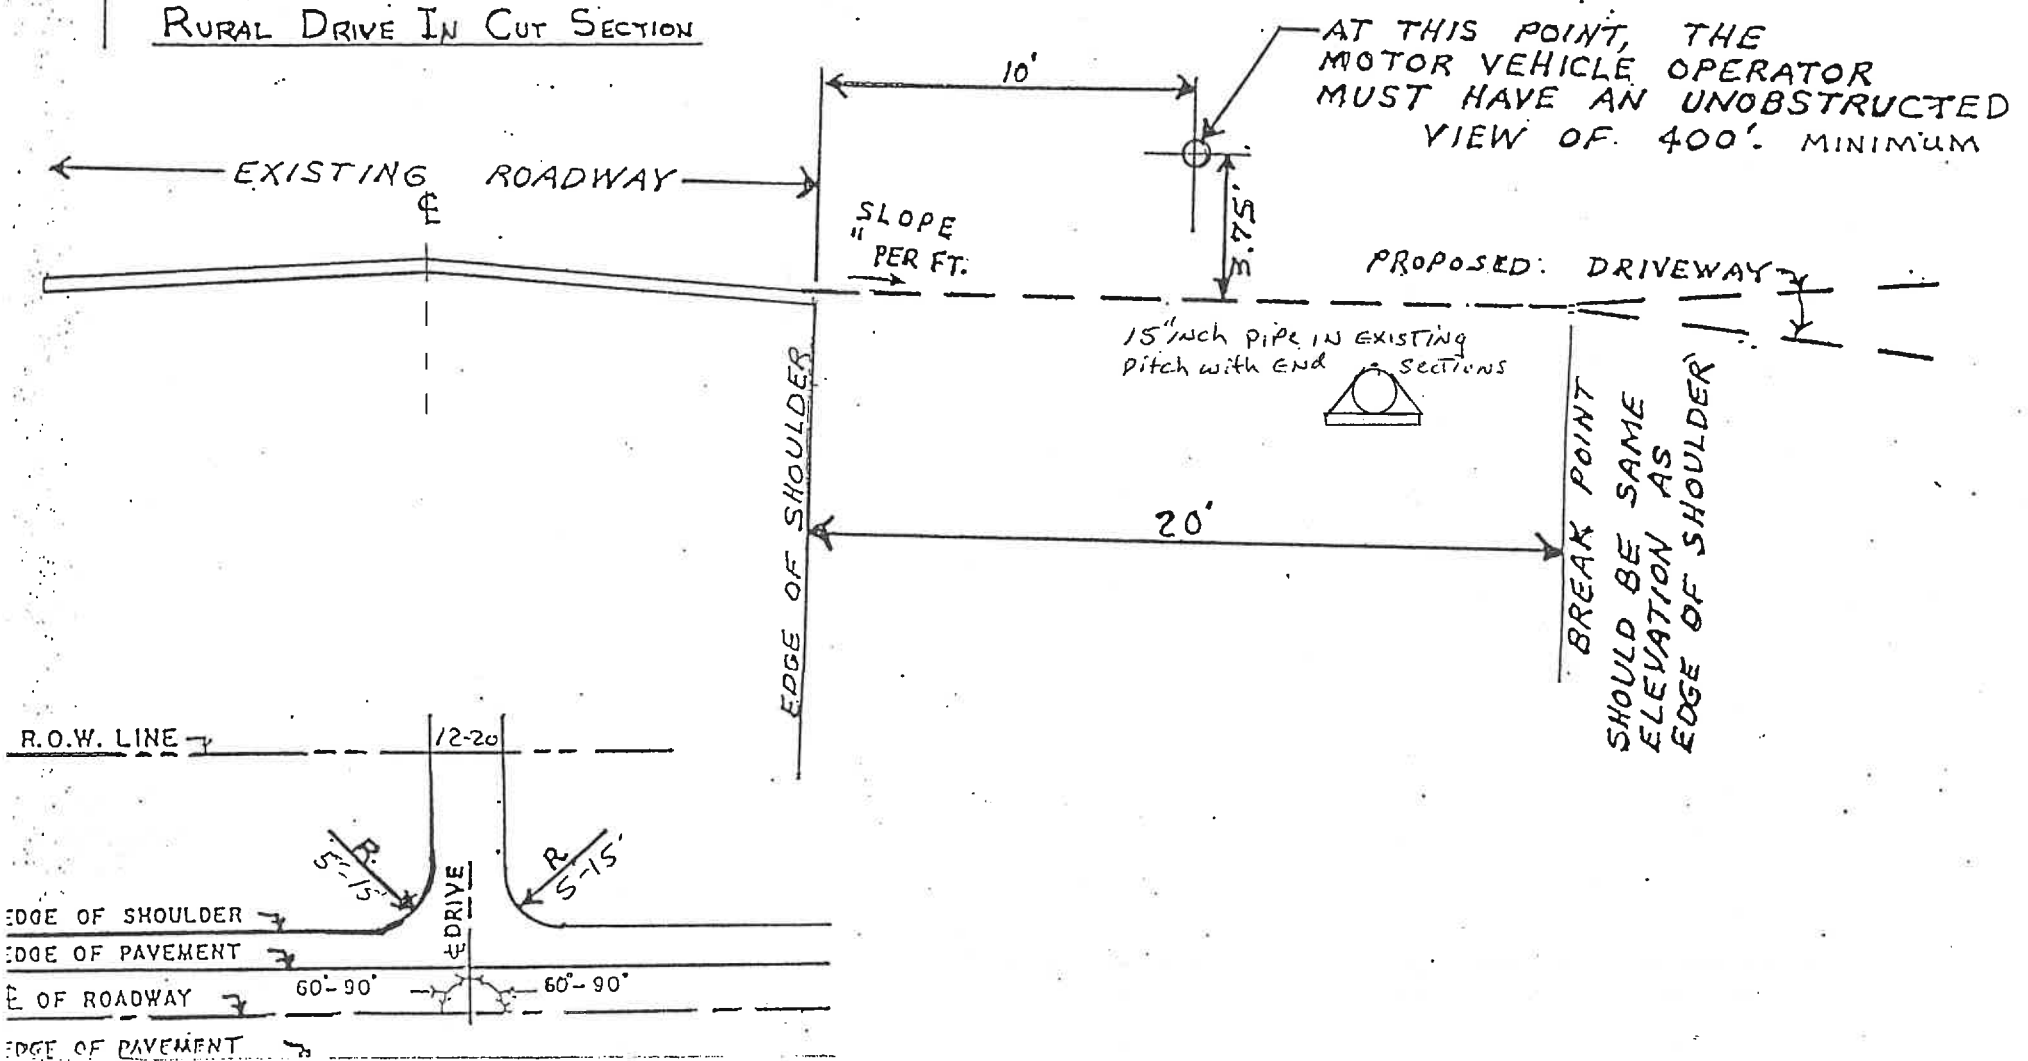 RURAL DRIVE IN CUT SECTION
10'
AT THIS POINT, THE
MOTOR VEHICLE OPERATOR
MUST HAVE AN UNOBSTRUCTED
VIEW OF 400'. MINIMUM
EXISTING ROADWAY
℄
SLOPE
" PER FT.
3.75'
PROPOSED: DRIVEWAY
15" inch pipe IN EXISTING
Ditch with END SECTIONS
EDGE OF SHOULDER
20'
BREAK POINT
SHOULD BE SAME
ELEVATION AS
EDGE OF SHOULDER
R.O.W. LINE
12-20
R.
5'-15'
R
5-15'
℄ DRIVE
EDGE OF SHOULDER
EDGE OF PAVEMENT
60°-90°
60°-90°
℄ OF ROADWAY
EDGE OF PAVEMENT